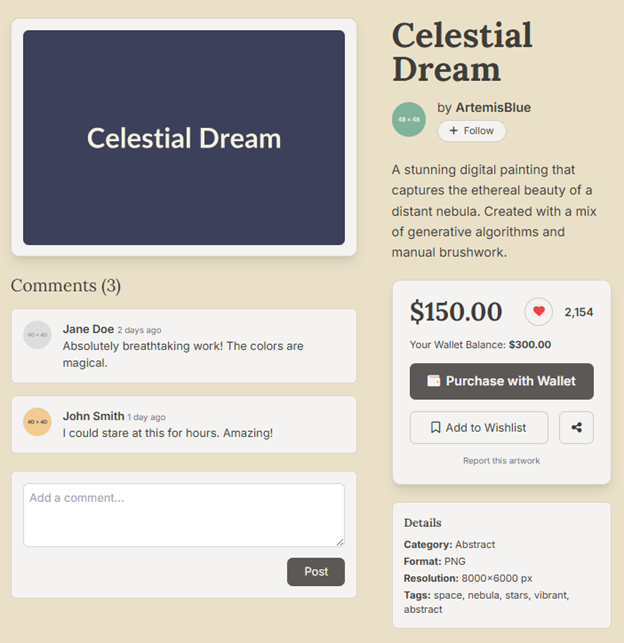 Celestial Dream
Comments (3)
40 × 40
Jane Doe 2 days ago
Absolutely breathtaking work! The colors are
magical.
40 × 40
John Smith 1 day ago
I could stare at this for hours. Amazing!
Add a comment...
Post
Celestial
Dream
48 × 48
by ArtemisBlue
+ Follow
A stunning digital painting that
captures the ethereal beauty of a
distant nebula. Created with a mix
of generative algorithms and
manual brushwork.
$150.00
2,154
Your Wallet Balance: $300.00
Purchase with Wallet
Add to Wishlist
Report this artwork
Details
Category: Abstract
Format: PNG
Resolution: 8000×6000 px
Tags: space, nebula, stars, vibrant,
abstract